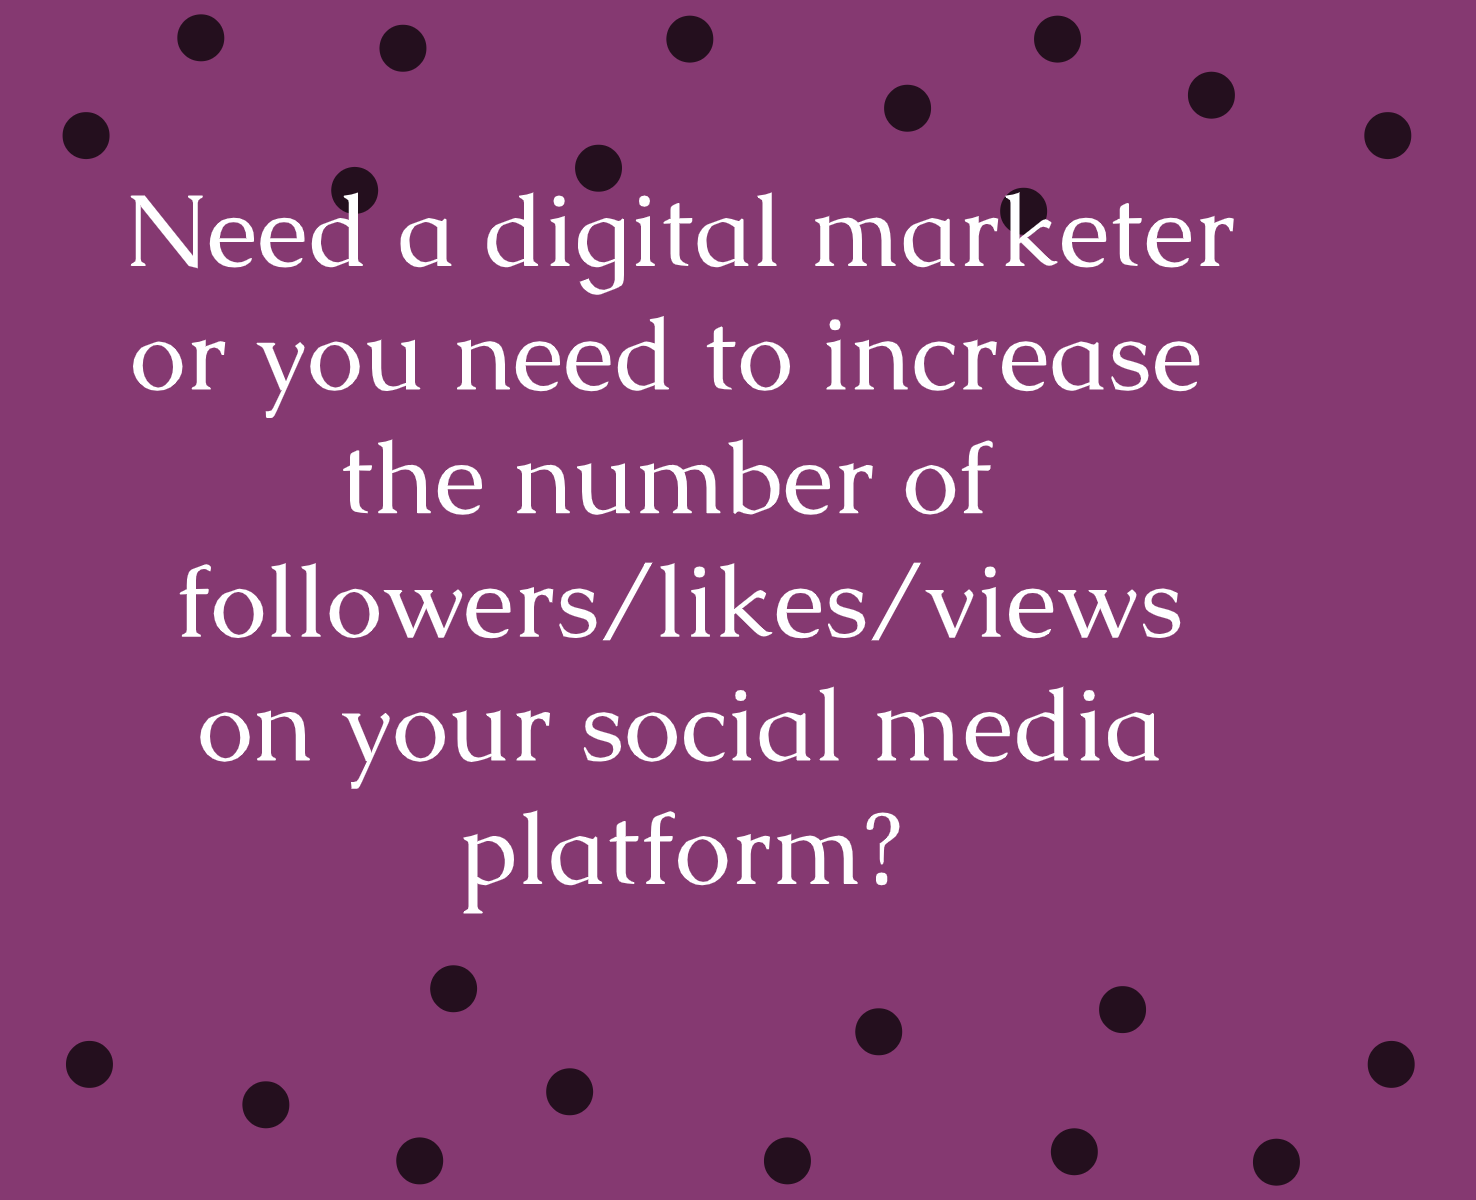 Need a digital marketer
or you need to increase
the number of
followers/likes/views
on your social media
platform?